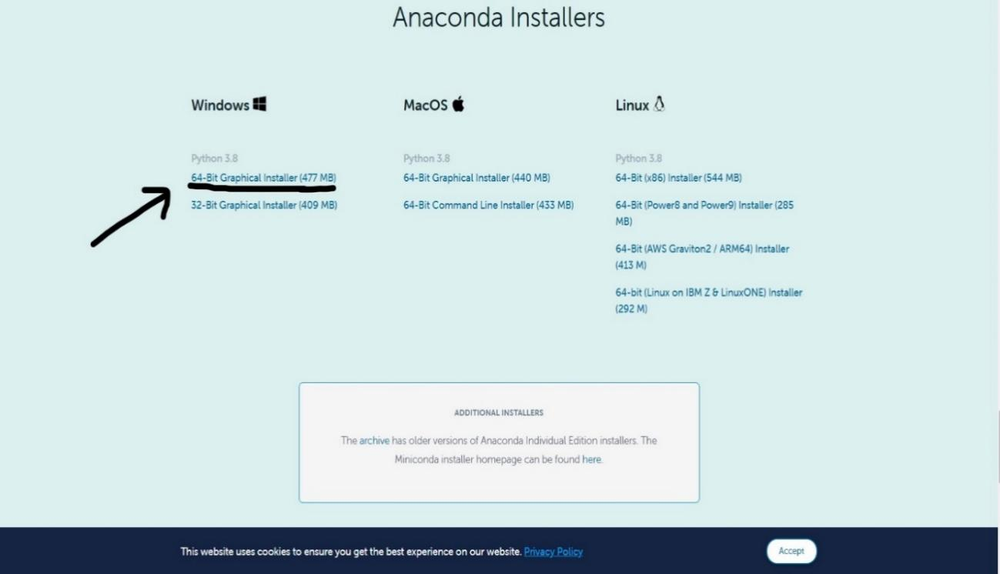 Anaconda Installers
Windows
MacOS
Linux
Python 3.8
64-Bit Graphical Installer (477 MB)
32-Bit Graphical Installer (409 MB)
Python 3.8
64-Bit Graphical Installer (440 MB)
64-Bit Command Line Installer (433 MB)
Python 3.8
64-Bit (x86) Installer (544 MB)
64-Bit (Power8 and Power9) Installer (285
MB)
64-Bit (AWS Graviton2 / ARM64) Installer
(413 M)
64-bit (Linux on IBM Z & LinuxONE) Installer
(292 M)
ADDITIONAL INSTALLERS
The archive has older versions of Anaconda Individual Edition installers. The
Miniconda installer homepage can be found here.
This website uses cookies to ensure you get the best experience on our website. Privacy Policy
Accept